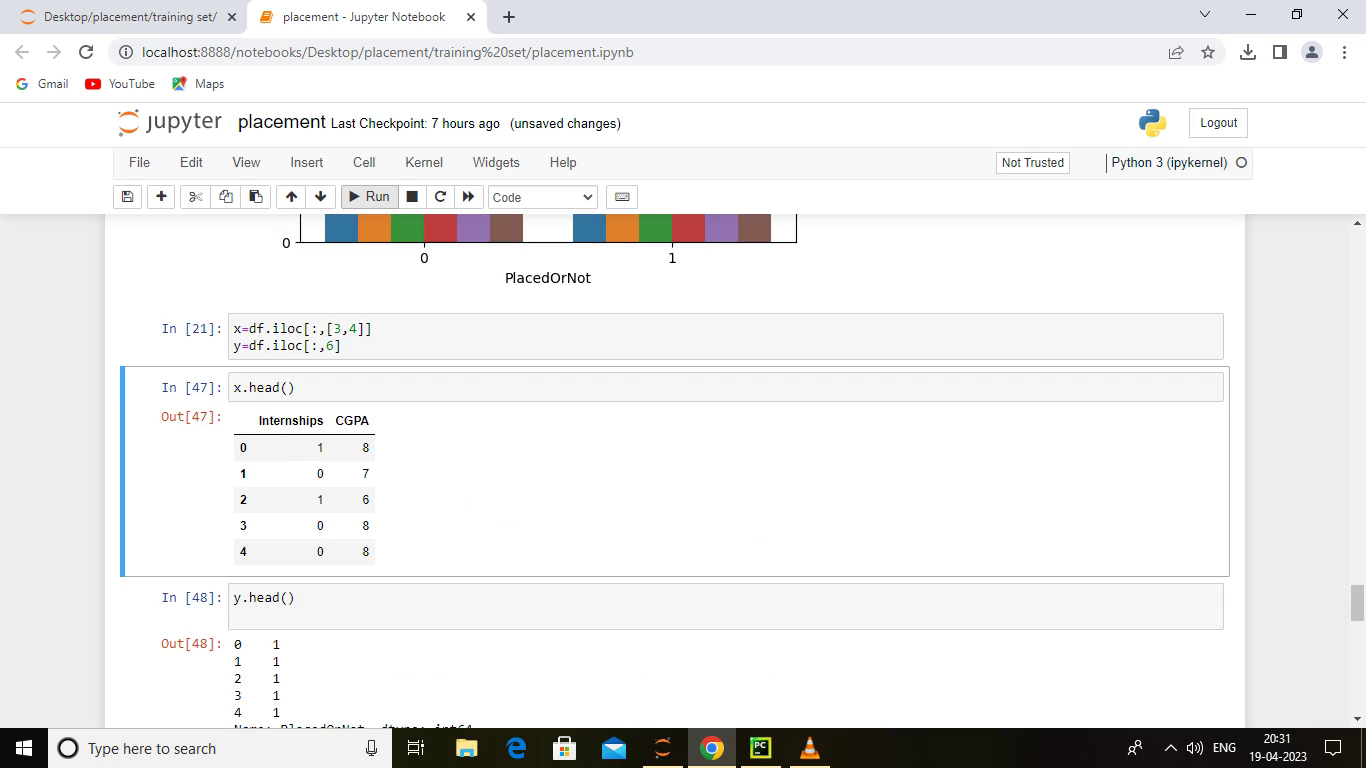 Desktop/placement/training set/
placement - Jupyter Notebook
localhost:8888/notebooks/Desktop/placement/training%20set/placement.ipynb
Gmail YouTube Maps
jupyter placement Last Checkpoint: 7 hours ago (unsaved changes) Logout
File Edit View Insert Cell Kernel Widgets Help Not Trusted Python 3 (ipykernel)
Run Code
0
0 1
PlacedOrNot
In [21]: x=df.iloc[:,[3,4]]
y=df.iloc[:,6]
In [47]: x.head()
Out[47]:
Internships CGPA
0 1 8
1 0 7
2 1 6
3 0 8
4 0 8
In [48]: y.head()
Out[48]: 0 1
1 1
2 1
3 1
4 1
Name: PlacedOrNot, dtype: int64
Type here to search
ENG
20:31
19-04-2023